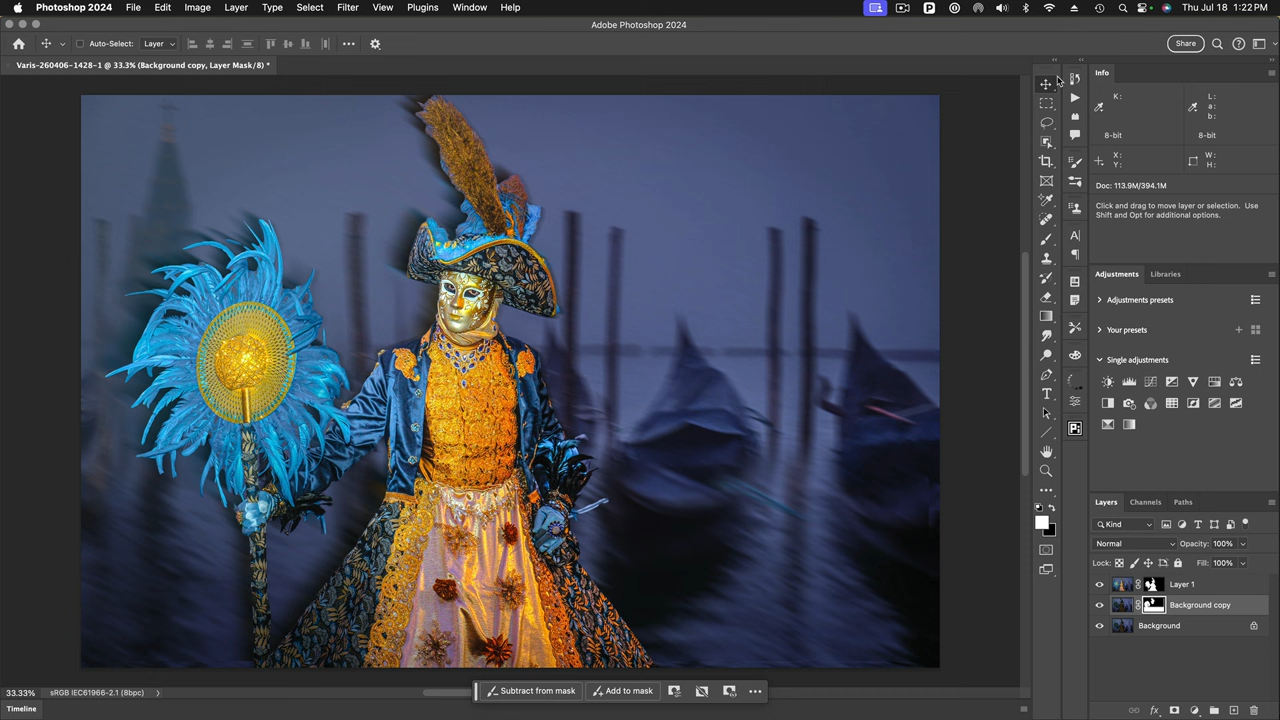 Photoshop 2024 File Edit Image Layer Type Select Filter View Plugins Window Help Thu Jul 18 1:22 PM
Adobe Photoshop 2024
Auto-Select: Layer Share
Varis-260406-1428-1 @ 33.3% (Background copy, Layer Mask/8) *
Info
K: L:
a:
b:
8-bit 8-bit
X: W:
Y: H:
Doc: 113.9M/394.1M
Click and drag to move layer or selection. Use
Shift and Opt for additional options.
Adjustments Libraries
Adjustments presets
Your presets
Single adjustments
Layers Channels Paths
Kind
Normal Opacity: 100%
Lock: Fill: 100%
Layer 1
Background copy
Background
Subtract from mask Add to mask
33.33% sRGB IEC61966-2.1 (8bpc)
Timeline